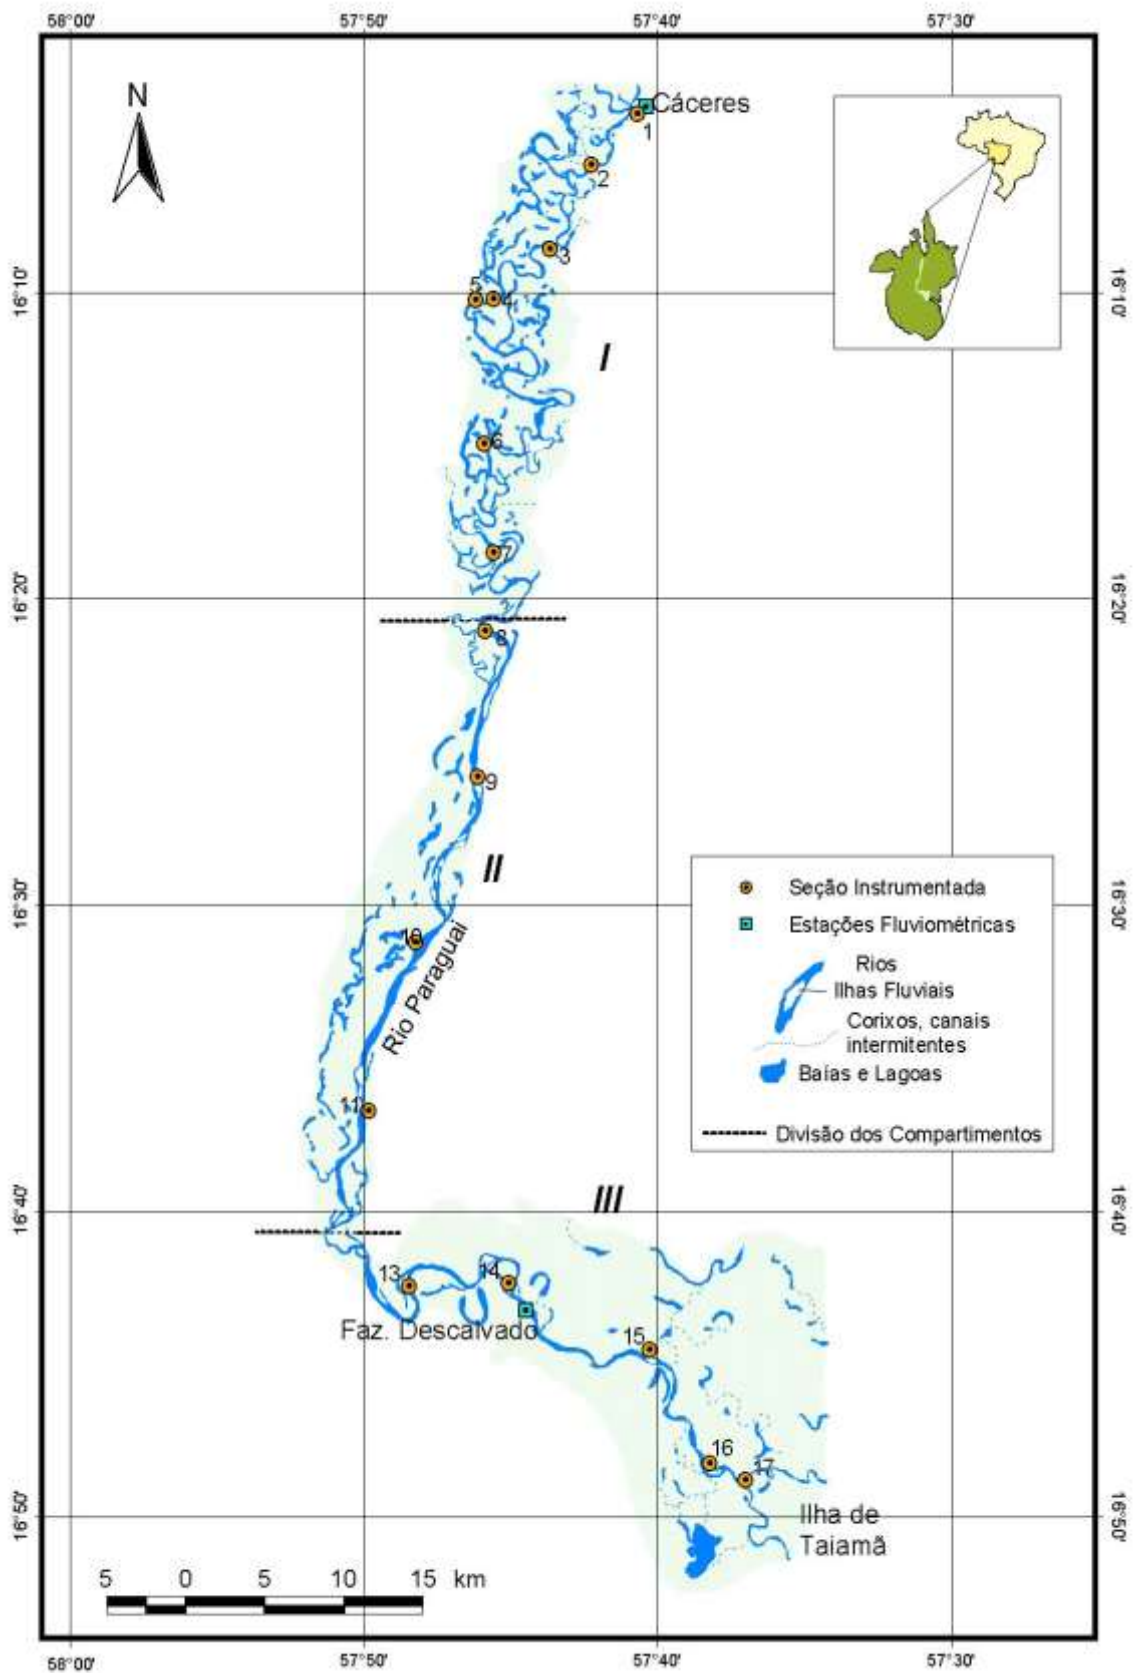 58°00'
57°50'
57°40'
57°30'
N
Cáceres
1
2
3
5
4
16°10'
16°10'
I
6
7
16°20'
16°20'
8
9
II
Seção Instrumentada
Estações Fluviométricas
Rios
Ilhas Fluviais
Corixos, canais
intermitentes
Baías e Lagoas
Divisão dos Compartimentos
16°30'
16°30'
10
Rio Paraguai
11
III
16°40'
16°40'
13
14
Faz. Descalvado
15
16
17
Ilha de
Taiamã
16°50'
16°50'
5 0 5 10 15 km
58°00'
57°50'
57°40'
57°30'